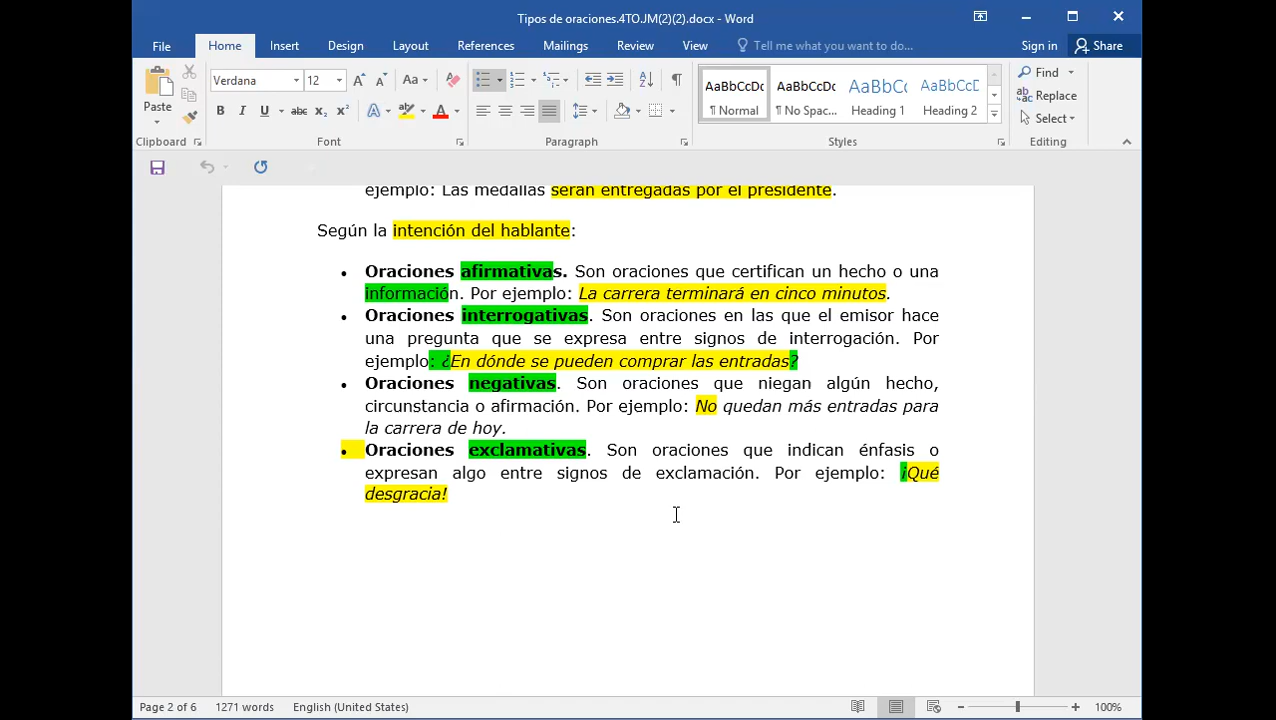 Tipos de oraciones.4TO.JM(2)(2).docx - Word
File Home Insert Design Layout References Mailings Review View Tell me what you want to do... Sign in Share
Paste
Clipboard
Verdana 12
Aa
B I U abc x₂ x²
A ab A
Font
Paragraph
AaBbCcDc AaBbCcDc AaBbCc AaBbCcD
¶ Normal ¶ No Spac... Heading 1 Heading 2
Styles
Find
Replace
Select
Editing
ejemplo: Las medallas serán entregadas por el presidente.
Según la intención del hablante:
• Oraciones afirmativas. Son oraciones que certifican un hecho o una
información. Por ejemplo: La carrera terminará en cinco minutos.
• Oraciones interrogativas. Son oraciones en las que el emisor hace
una pregunta que se expresa entre signos de interrogación. Por
ejemplo: ¿En dónde se pueden comprar las entradas?
• Oraciones negativas. Son oraciones que niegan algún hecho,
circunstancia o afirmación. Por ejemplo: No quedan más entradas para
la carrera de hoy.
• Oraciones exclamativas. Son oraciones que indican énfasis o
expresan algo entre signos de exclamación. Por ejemplo: ¡Qué
desgracia!
Page 2 of 6 1271 words English (United States) 100%